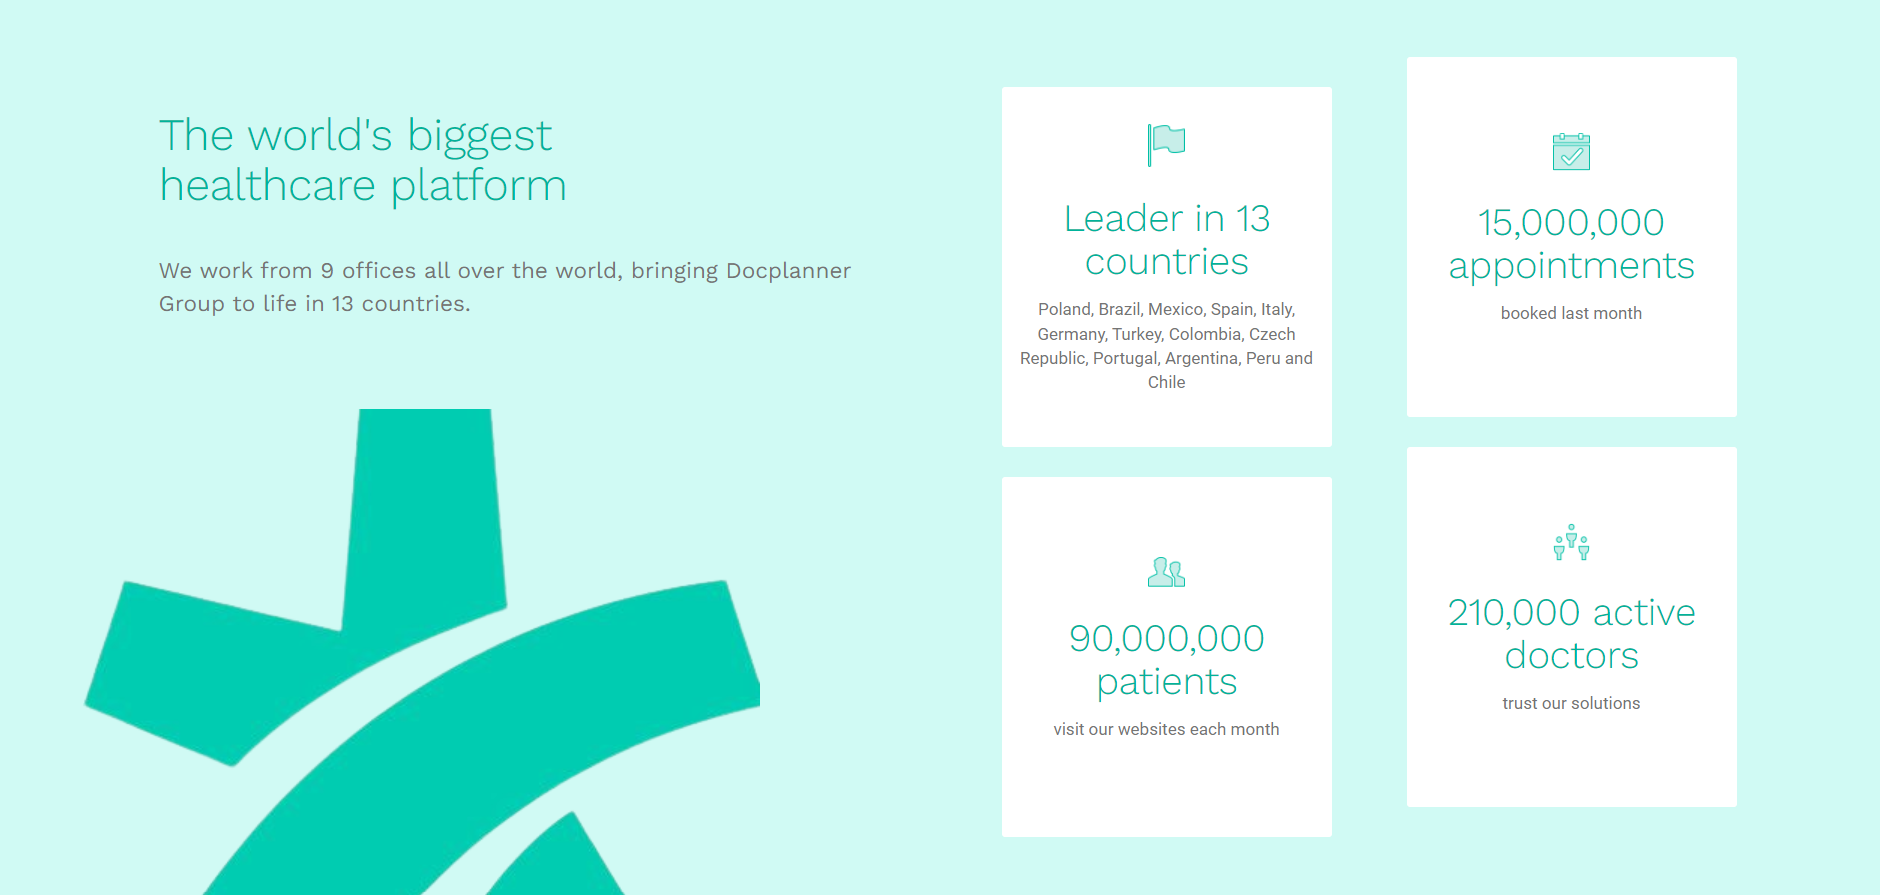 The world's biggest
healthcare platform
We work from 9 offices all over the world, bringing Docplanner
Group to life in 13 countries.
Leader in 13
countries
Poland, Brazil, Mexico, Spain, Italy,
Germany, Turkey, Colombia, Czech
Republic, Portugal, Argentina, Peru and
Chile
15,000,000
appointments
booked last month
90,000,000
patients
visit our websites each month
210,000 active
doctors
trust our solutions